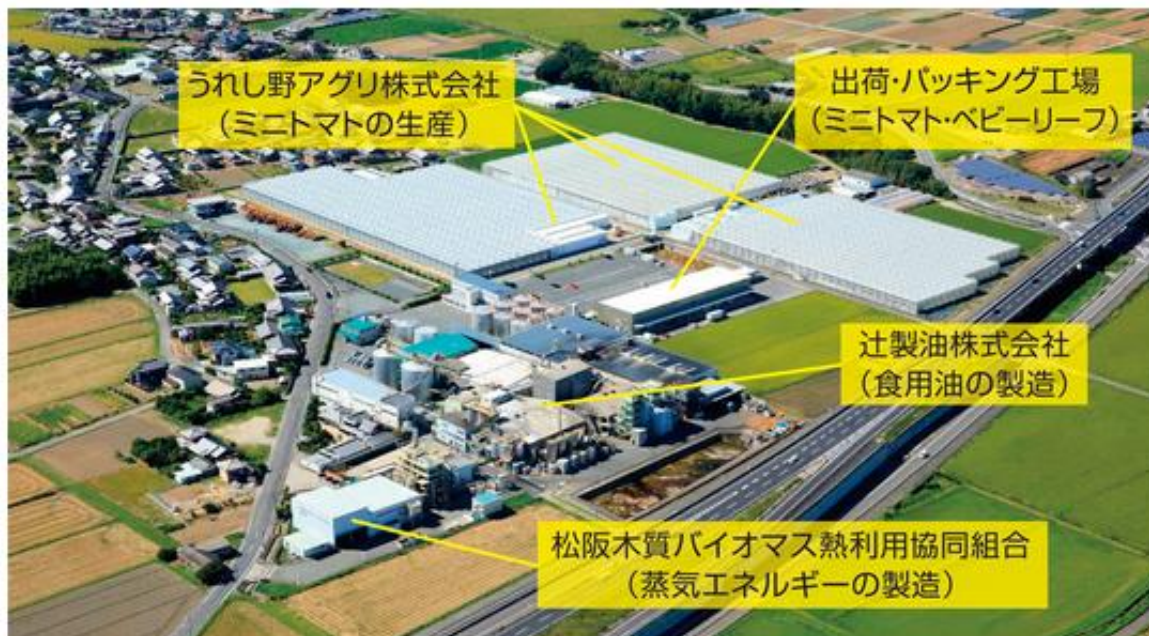 うれし野アグリ株式会社
(ミニトマトの生産)
出荷・パッキング工場
(ミニトマト・ベビーリーフ)
辻製油株式会社
(食用油の製造)
松阪木質バイオマス熱利用協同組合
(蒸気エネルギーの製造)